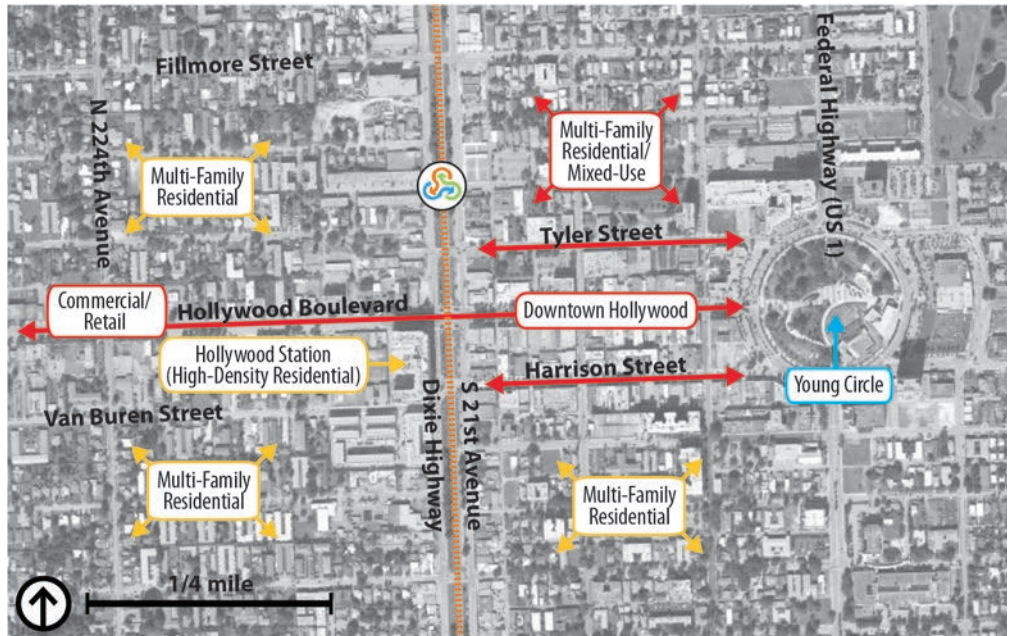 Fillmore Street
Federal Highway (US 1)
N 224th Avenue
Multi-Family
Residential/
Mixed-Use
Multi-Family
Residential
Tyler Street
Commercial/
Retail
Hollywood Boulevard
Downtown Hollywood
Hollywood Station
(High-Density Residential)
Harrison Street
Young Circle
Van Buren Street
Dixie Highway
S 21st Avenue
Multi-Family
Residential
Multi-Family
Residential
1/4 mile